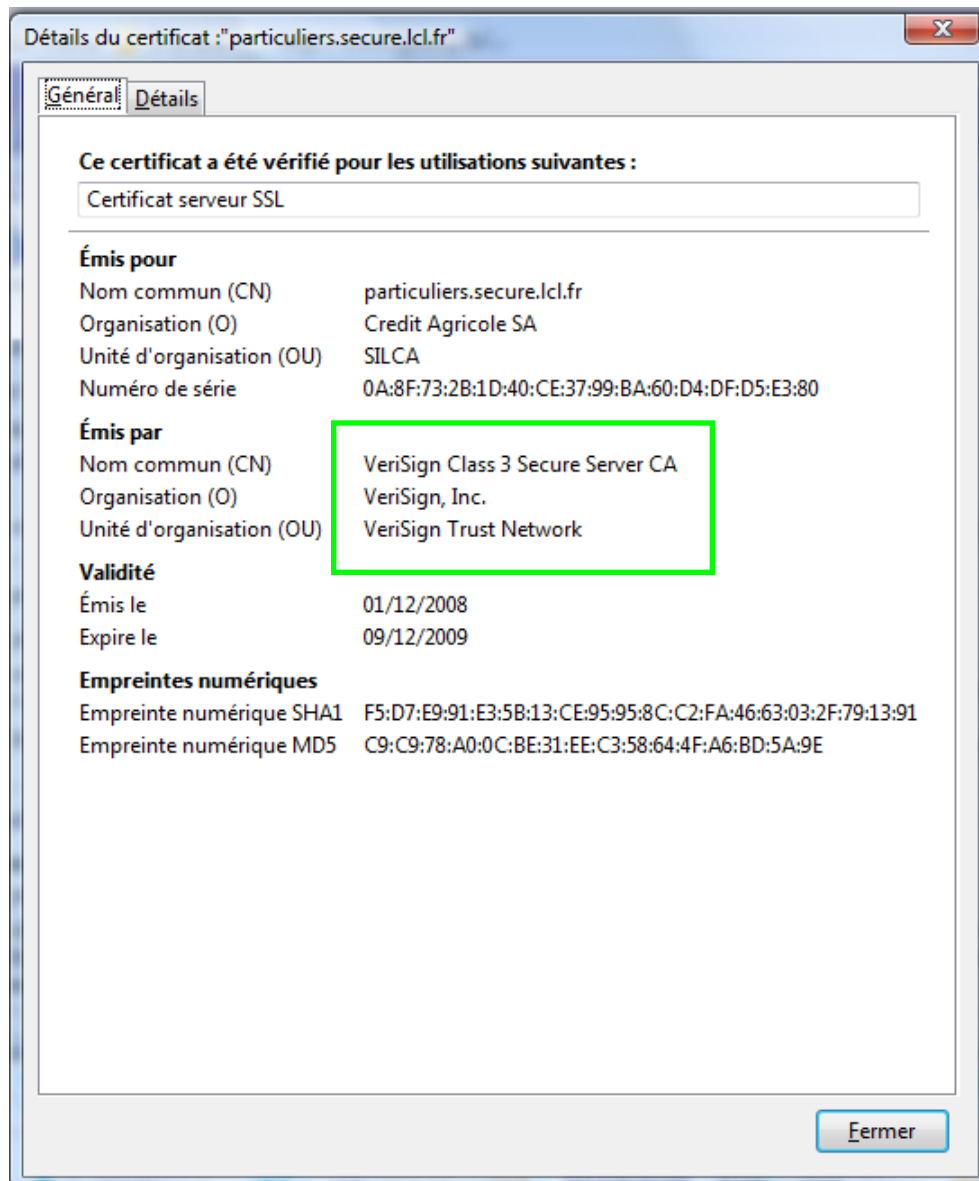 Détails du certificat :"particuliers.secure.lcl.fr"
Général Détails
Ce certificat a été vérifié pour les utilisations suivantes :
Certificat serveur SSL
Émis pour
Nom commun (CN) particuliers.secure.lcl.fr
Organisation (O) Credit Agricole SA
Unité d'organisation (OU) SILCA
Numéro de série 0A:8F:73:2B:1D:40:CE:37:99:BA:60:D4:DF:D5:E3:80
Émis par
Nom commun (CN) VeriSign Class 3 Secure Server CA
Organisation (O) VeriSign, Inc.
Unité d'organisation (OU) VeriSign Trust Network
Validité
Émis le 01/12/2008
Expire le 09/12/2009
Empreintes numériques
Empreinte numérique SHA1 F5:D7:E9:91:E3:5B:13:CE:95:95:8C:C2:FA:46:63:03:2F:79:13:91
Empreinte numérique MD5 C9:C9:78:A0:0C:BE:31:EE:C3:58:64:4F:A6:BD:5A:9E
Fermer